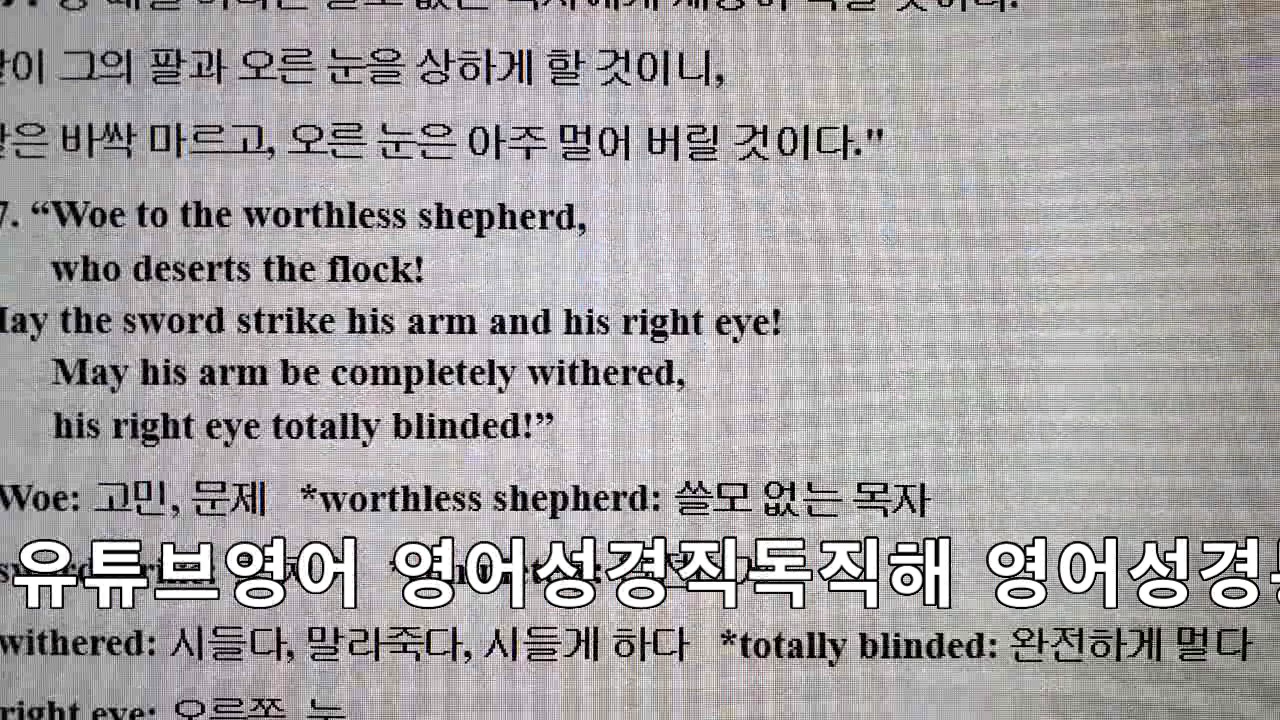 그의 팔과 오른 눈을 상하게 할 것이니,
바싹 마르고, 오른 눈은 아주 멀어 버릴 것이다."
7. “Woe to the worthless shepherd,
who deserts the flock!
May the sword strike his arm and his right eye!
May his arm be completely withered,
his right eye totally blinded!”
Woe: 고민, 문제 *worthless shepherd: 쓸모 없는 목자
유튜브영어 영어성경직독직해 영어성경
withered: 시들다, 말라죽다, 시들게 하다 *totally blinded: 완전하게 멀다
right eye: 오르쪽 눈